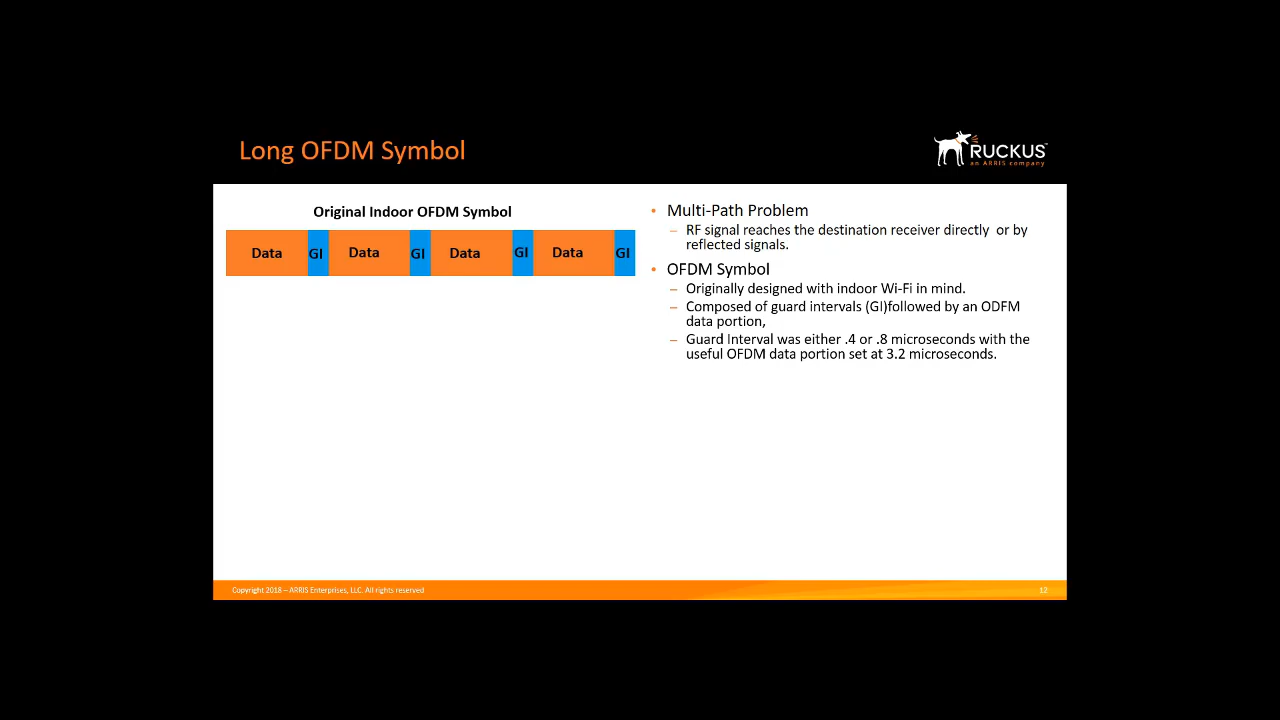 Long OFDM Symbol
RUCKUS
an ARRIS company
Original Indoor OFDM Symbol
Data GI Data GI Data GI Data GI
• Multi-Path Problem
– RF signal reaches the destination receiver directly or by
reflected signals.
• OFDM Symbol
– Originally designed with indoor Wi-Fi in mind.
– Composed of guard intervals (GI)followed by an ODFM
data portion,
– Guard Interval was either .4 or .8 microseconds with the
useful OFDM data portion set at 3.2 microseconds.
Copyright 2018 – ARRIS Enterprises, LLC. All rights reserved
12